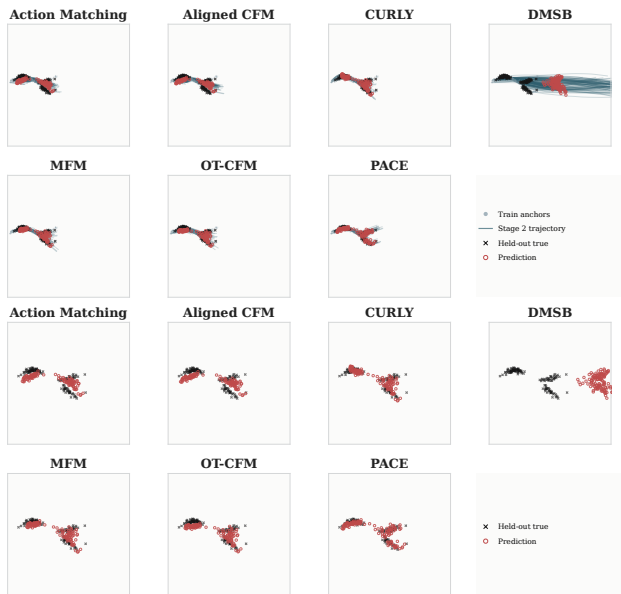 Action Matching Aligned CFM CURLY DMSB
MFM OT-CFM PACE
Train anchors
Stage 2 trajectory
Held-out true
Prediction
Action Matching Aligned CFM CURLY DMSB
MFM OT-CFM PACE
Held-out true
Prediction